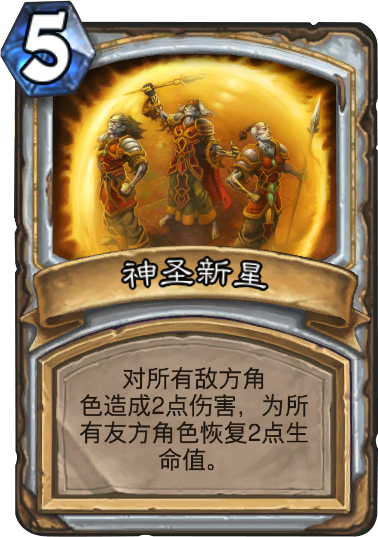 5
神圣新星
对所有敌方角
色造成2点伤害，为所
有友方角色恢复2点生
命值。